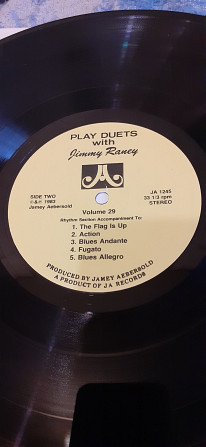 PLAY DUETS
with
Jimmy Raney
JA
SIDE TWO
©&℗ 1983
Jamey Aebersold
JA 1245
33 1/3 rpm
STEREO
Volume 29
Rhythm Section Accompaniment To:
1. The Flag Is Up
2. Action
3. Blues Andante
4. Fugato
5. Blues Allegro
PRODUCED BY JAMEY AEBERSOLD
A PRODUCT OF JA RECORDS